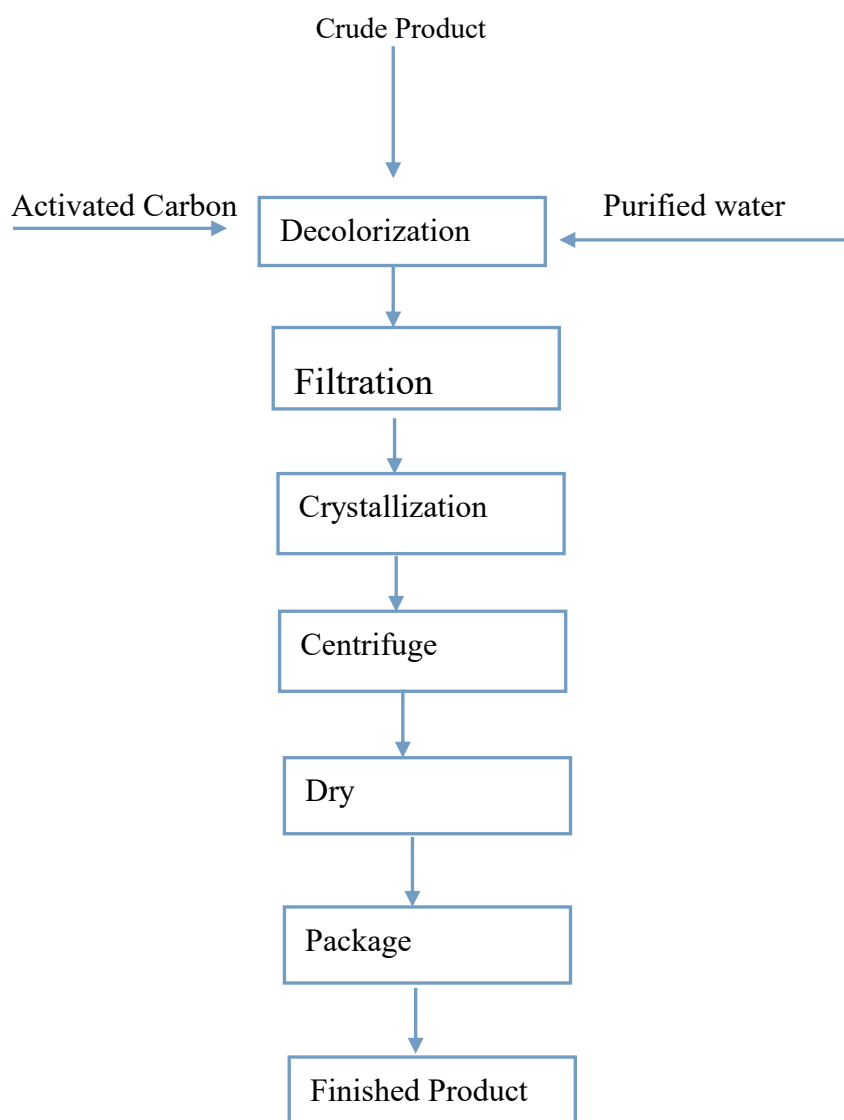 Crude Product
Activated Carbon
Purified water
Decolorization
Filtration
Crystallization
Centrifuge
Dry
Package
Finished Product